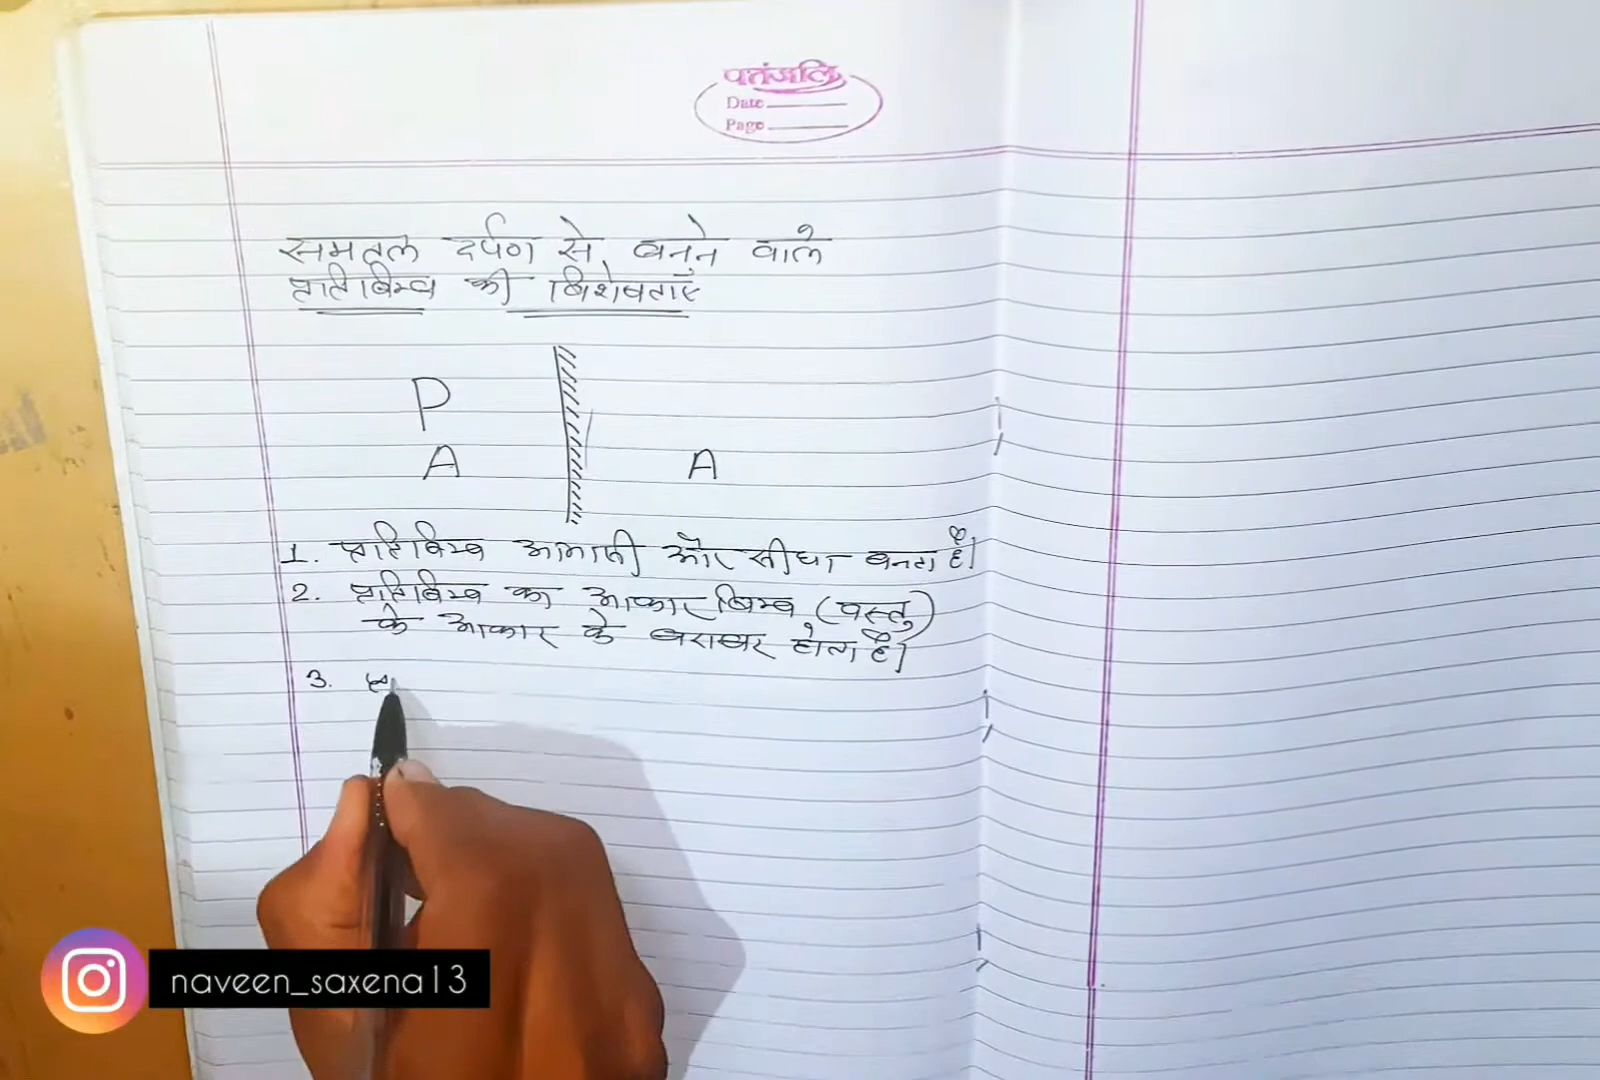 पतंजलि
Date
Page
समतल दर्पण से बनने वाले
प्रतिबिम्ब की विशेषताएँ
P
A A
1. प्रतिबिम्ब आभासी और सीधा बनता है।
2. प्रतिबिम्ब का आकार बिम्ब (वस्तु)
के आकार के बराबर होता है।
3.
naveen_saxena13